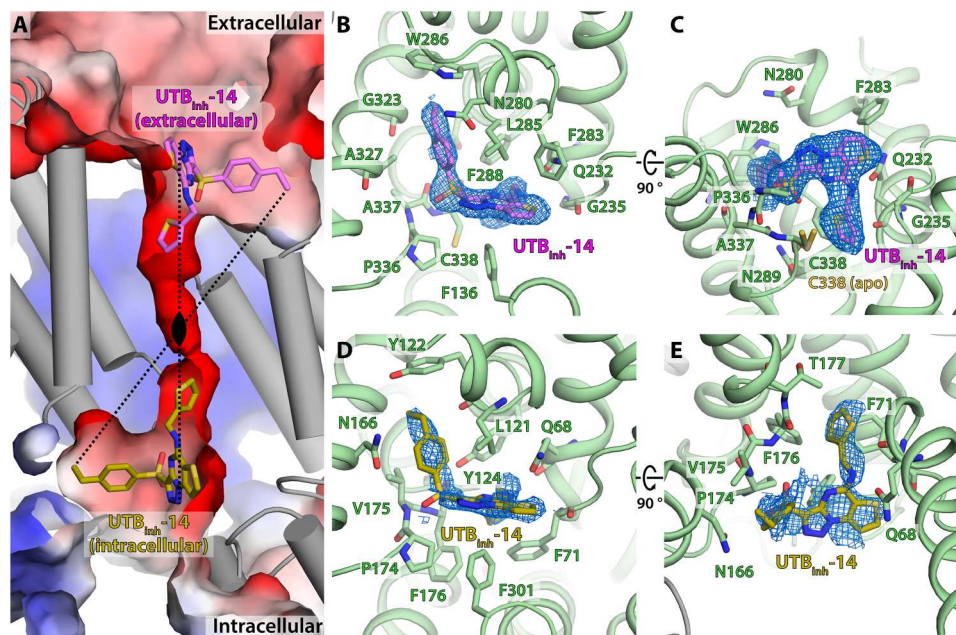 A
Extracellular
UTBinh-14
(extracellular)
UTBinh-14
(intracellular)
Intracellular
B
W286
G323
N280
L285
A327
F283
F288
Q232
A337
G235
UTBinh-14
P336
C338
F136
90 °
C
N280
F283
W286
Q232
P336
G235
A337
UTBinh-14
C338
N289
C338 (apo)
D
Y122
N166
L121
Q68
Y124
V175
UTBinh-14
P174
F71
F176
F301
90 °
E
T177
F71
F176
V175
P174
Q68
UTBinh-14
N166